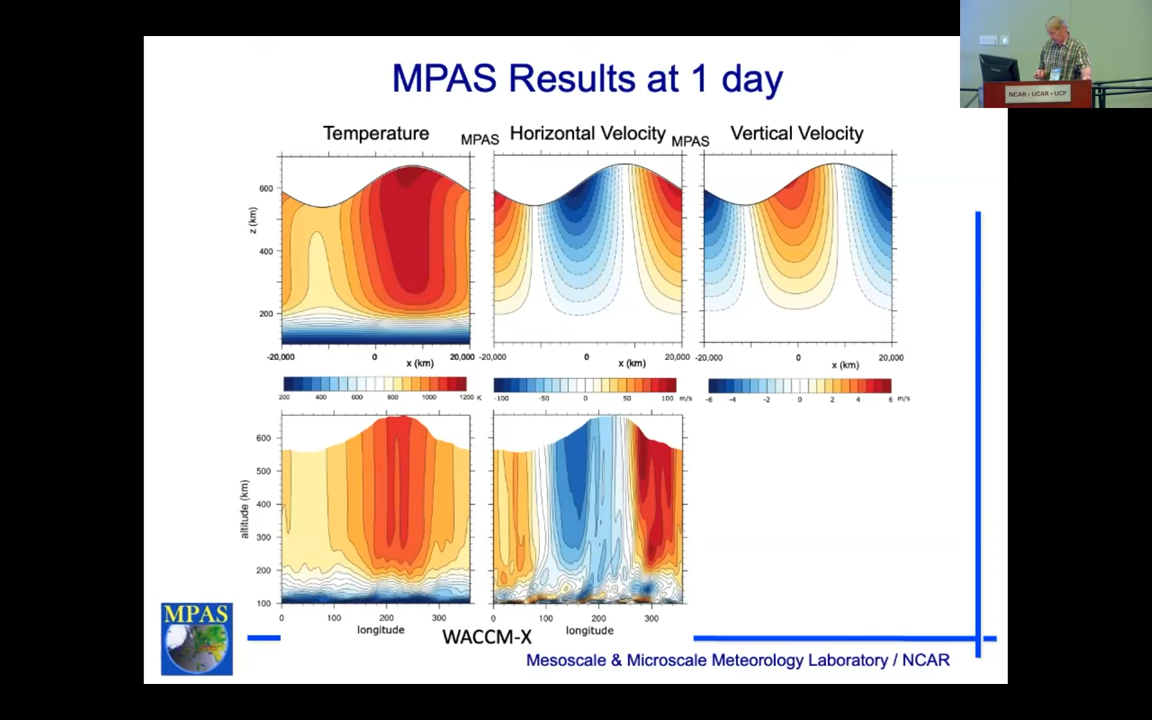 MPAS Results at 1 day
NCAR • UCAR • UCP
Temperature
MPAS
Horizontal Velocity
MPAS
Vertical Velocity
z (km)
600
400
200
-20,000 0 20,000
x (km)
-20,000 0 20,000
x (km)
-20,000 0 20,000
x (km)
200 400 600 800 1000 1200 K
-100 -50 0 50 100 m/s
-6 -4 -2 0 2 4 6 m/s
altitude (km)
600
500
400
300
200
100
0 100 200 300
longitude
0 100 200 300
longitude
WACCM-X
MPAS
Mesoscale & Microscale Meteorology Laboratory / NCAR